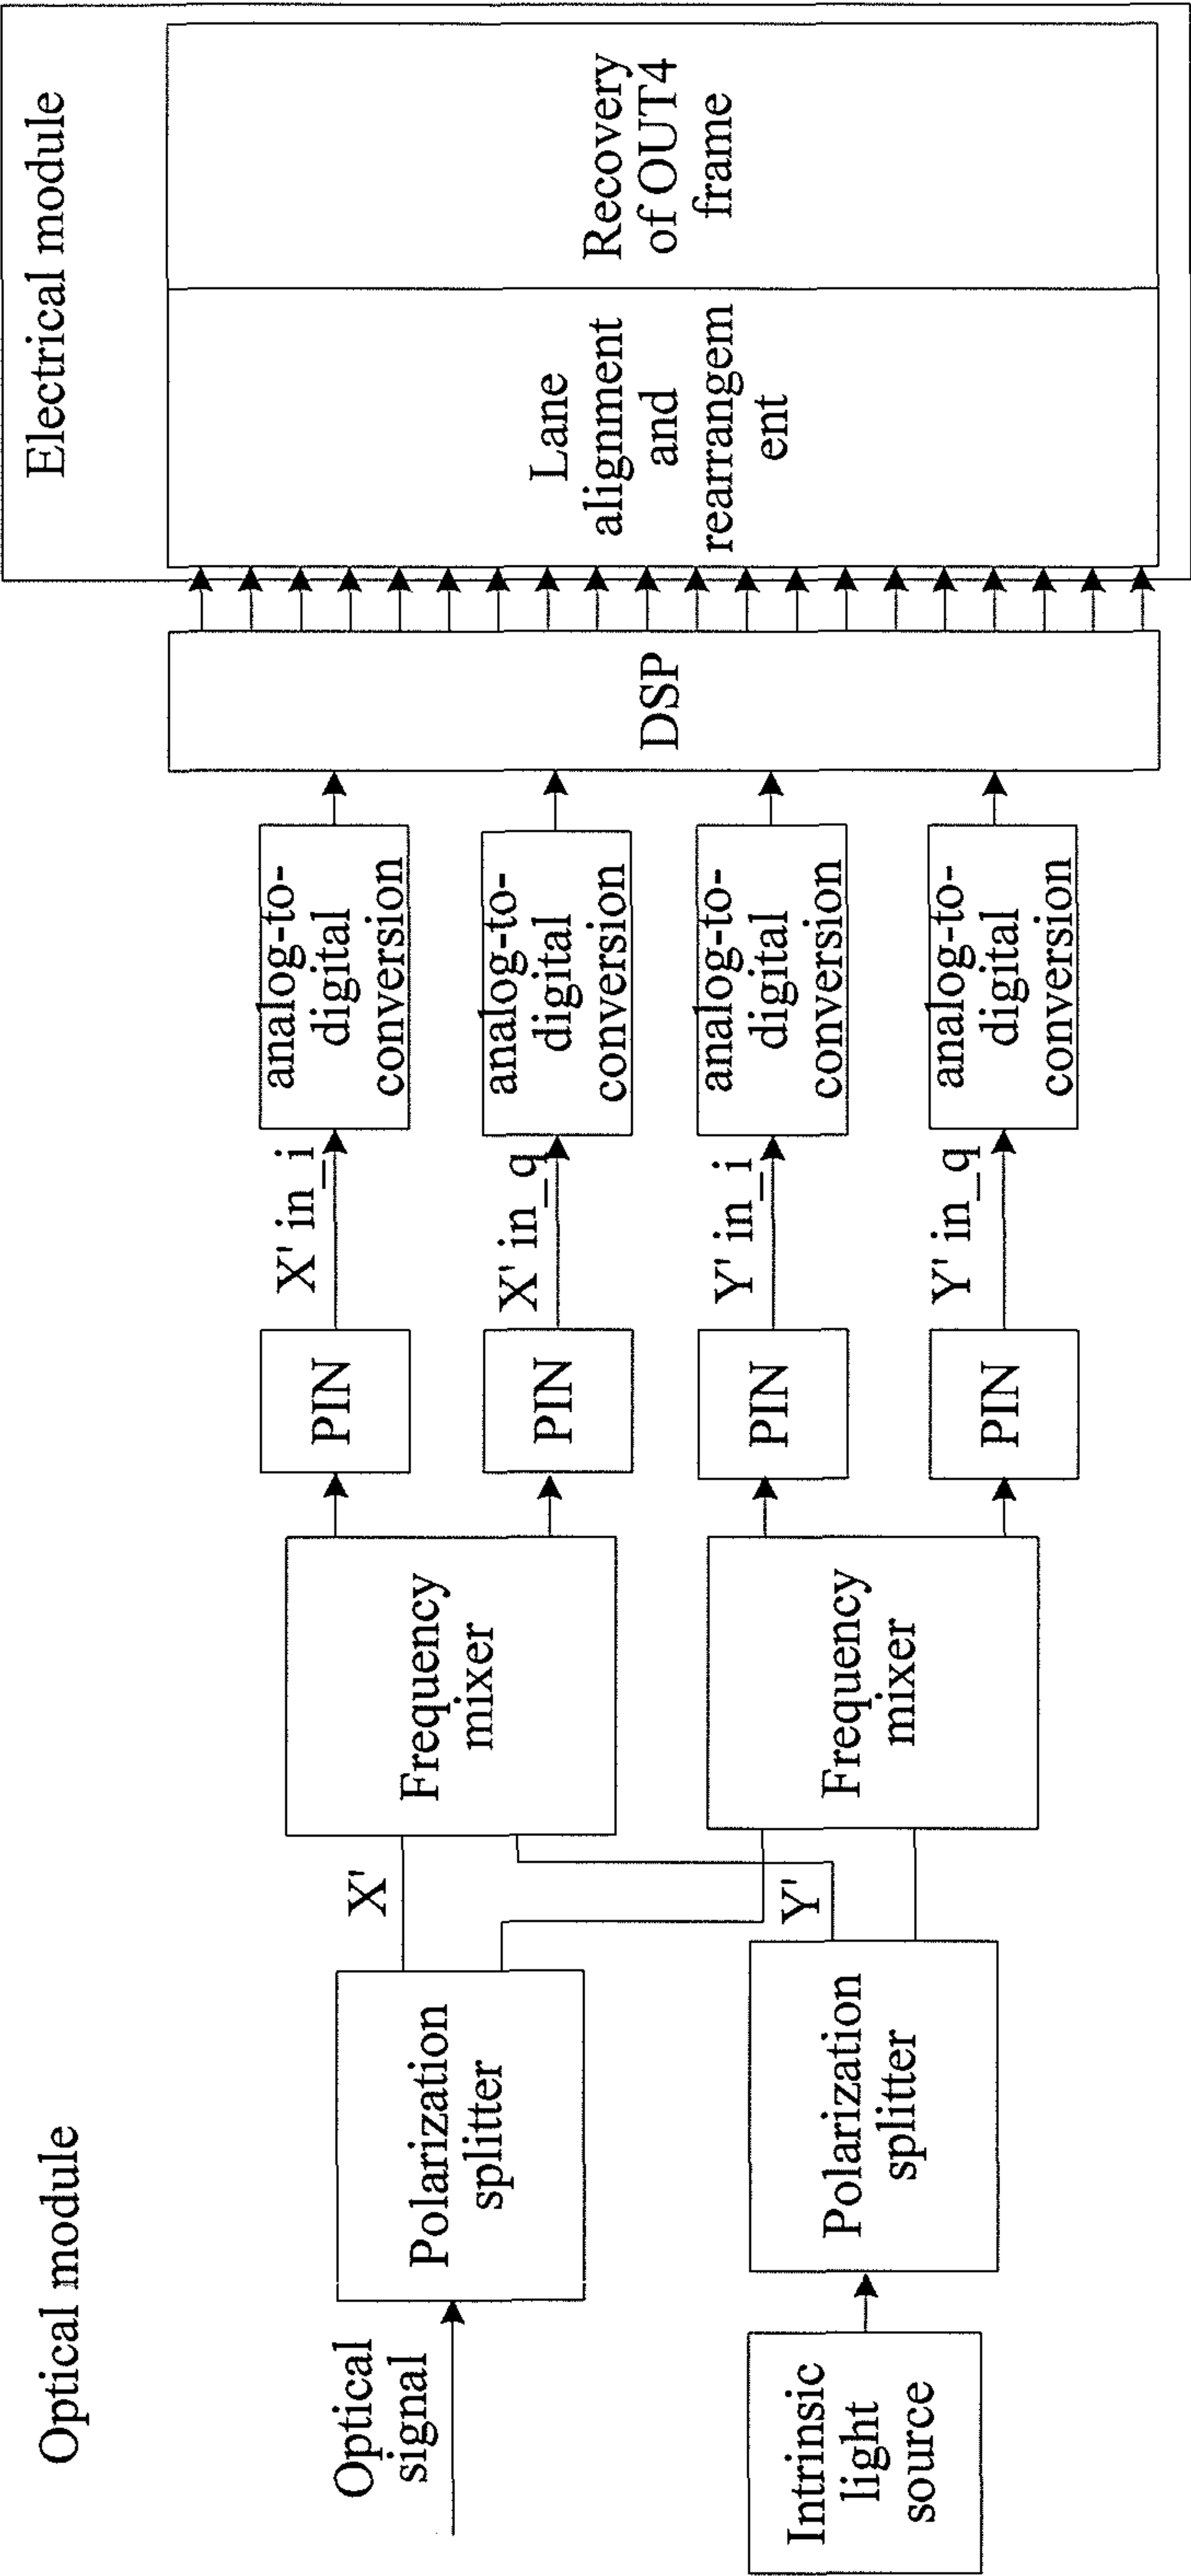 Optical module
Electrical module
Optical
signal
Intrinsic
light
source
Polarization
splitter
Polarization
splitter
X'
Y'
Frequency
mixer
Frequency
mixer
PIN
PIN
PIN
PIN
X' in_i
X' in_q
Y' in_i
Y' in_q
analog-to-
digital
conversion
analog-to-
digital
conversion
analog-to-
digital
conversion
analog-to-
digital
conversion
DSP
Lane
alignment
and
rearrangem
ent
Recovery
of OUT4
frame